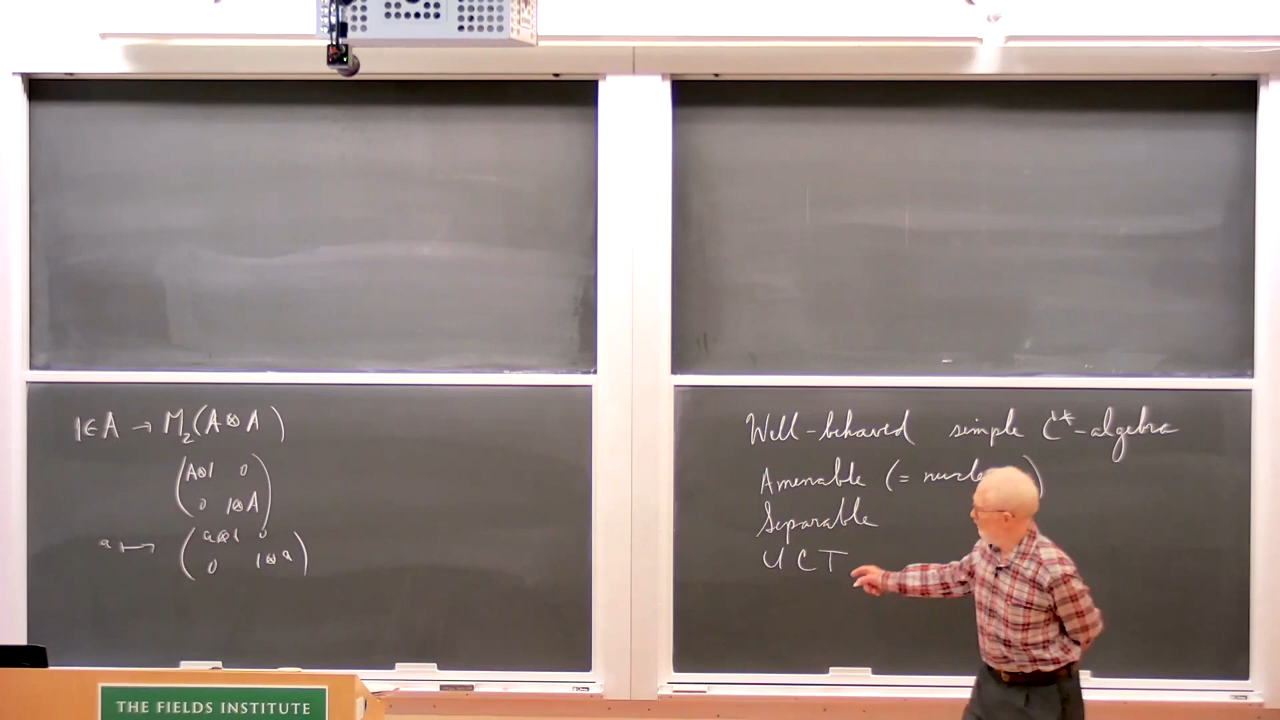 1∈A → M₂(A⊗A)
(A⊗1 0
0 1⊗A)
a ↦ (a⊗1 0
0 1⊗a)
Well-behaved simple C*-algebra
Amenable (= )
Separable
UCT
THE FIELDS INSTITUTE